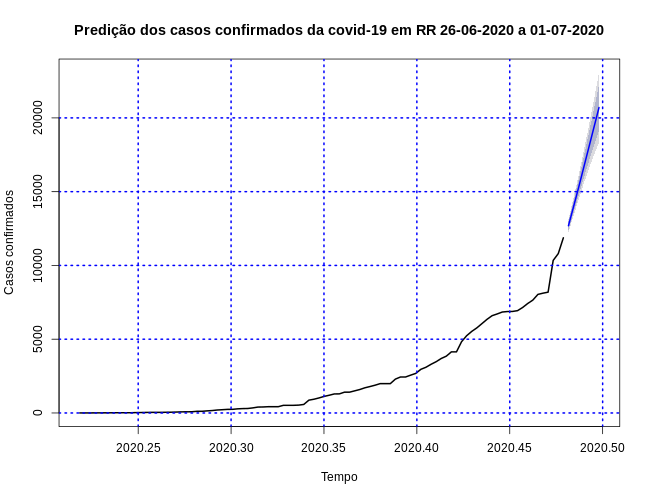 Predição dos casos confirmados da covid-19 em RR 26-06-2020 a 01-07-2020
Casos confirmados
20000
15000
10000
5000
0
2020.25 2020.30 2020.35 2020.40 2020.45 2020.50
Tempo